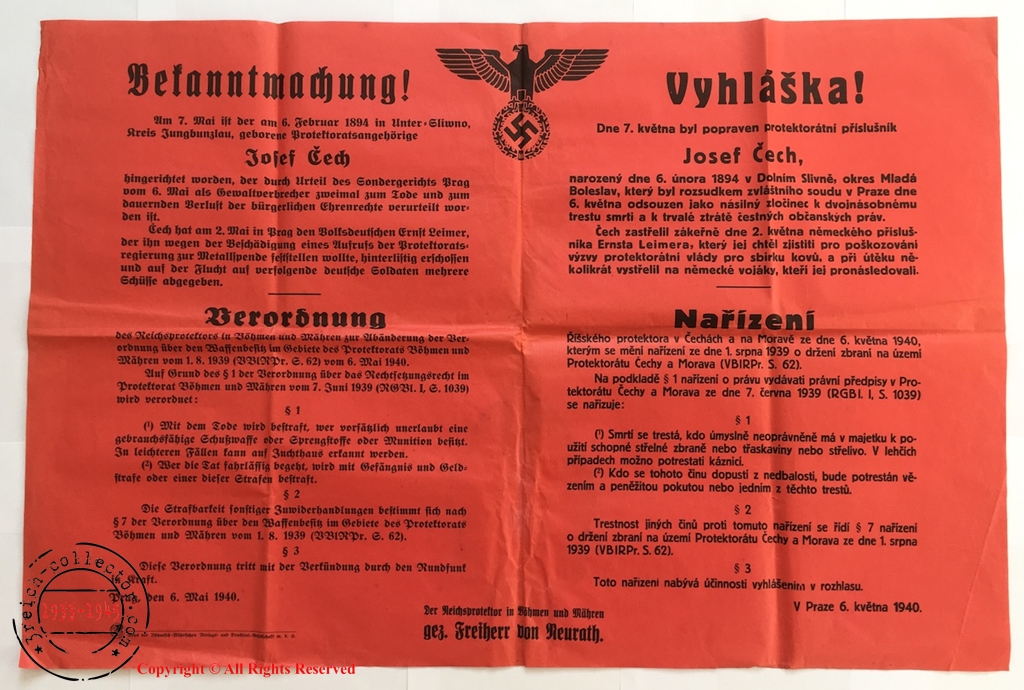 Bekanntmachung!
Am 7. Mai ist der am 6. Februar 1894 in Unter-Sliwno,
Kreis Jungbunzlau, geborene Protektoratsangehörige
Josef Čech
hingerichtet worden, der durch Urteil des Sondergerichts Prag
vom 6. Mai als Gewaltverbrecher zweimal zum Tode und zum
dauernden Verlust der bürgerlichen Ehrenrechte verurteilt wor-
den ist.
Čech hat am 2. Mai in Prag den Volksdeutschen Ernst Leimer,
der ihn wegen der Beschädigung eines Aufrufs der Protektorats-
regierung zur Metallspende feststellen wollte, hinterlistig erschossen
und auf der Flucht auf verfolgende deutsche Soldaten mehrere
Schüsse abgegeben.
Verordnung
des Reichsprotektors in Böhmen und Mähren zur Abänderung der Ver-
ordnung über den Waffenbesitz im Gebiete des Protektorats Böhmen und
Mähren vom 1. 8. 1939 (VBlRPr. S. 62) vom 6. Mai 1940.
Auf Grund des § 1 der Verordnung über das Rechtsetzungsrecht im
Protektorat Böhmen und Mähren vom 7. Juni 1939 (RGBl. I, S. 1039)
wird verordnet:
§ 1
(¹) Mit dem Tode wird bestraft, wer vorsätzlich unerlaubt eine
gebrauchsfähige Schußwaffe oder Sprengstoffe oder Munition besitzt.
In leichteren Fällen kann auf Zuchthaus erkannt werden.
(²) Wer die Tat fahrlässig begeht, wird mit Gefängnis und Geld-
strafe oder einer dieser Strafen bestraft.
§ 2
Die Strafbarkeit sonstiger Zuwiderhandlungen bestimmt sich nach
§ 7 der Verordnung über den Waffenbesitz im Gebiete des Protektorats
Böhmen und Mähren vom 1. 8. 1939 (VBlRPr. S. 62).
§ 3
Diese Verordnung tritt mit der Verkündung durch den Rundfunk
in Kraft.
Prag, den 6. Mai 1940.
Vyhláška!
Dne 7. května byl popraven protektorátní příslušník
Josef Čech,
narozený dne 6. února 1894 v Dolním Slivně, okres Mladá
Boleslav, který byl rozsudkem zvláštního soudu v Praze dne
6. května odsouzen jako násilný zločinec k dvojnásobnému
trestu smrti a k trvalé ztrátě čestných občanských práv.
Čech zastřelil zákeřně dne 2. května německého přísluš-
níka Ernsta Leimera, který jej chtěl zjistiti pro poškozování
výzvy protektorátní vlády pro sbírku kovů, a při útěku ně-
kolikrát vystřelil na německé vojáky, kteří jej pronásledovali.
Nařízení
Říšského protektora v Čechách a na Moravě ze dne 6. května 1940,
kterým se mění nařízení ze dne 1. srpna 1939 o držení zbraní na území
Protektorátu Čechy a Morava (VBlRPr. S. 62).
Na podkladě § 1 nařízení o právu vydávati právní předpisy v Pro-
tektorátu Čechy a Morava ze dne 7. června 1939 (RGBl. I, S. 1039)
se nařizuje:
§ 1
(¹) Smrtí se trestá, kdo úmyslně neoprávněně má v majetku k po-
užití schopné střelné zbraně nebo třaskaviny nebo střelivo. V lehčích
případech možno potrestati káznicí.
(²) Kdo se tohoto činu dopustí z nedbalosti, bude potrestán vě-
zením a peněžitou pokutou nebo jedním z těchto trestů.
§ 2
Trestnost jiných činů proti tomuto nařízení se řídí § 7 nařízení
o držení zbraní na území Protektorátu Čechy a Morava ze dne 1. srpna
1939 (VBlRPr. S. 62).
§ 3
Toto nařízení nabývá účinnosti vyhlášením v rozhlasu.
V Praze 6. května 1940.
Der Reichsprotektor in Böhmen und Mähren
gez. Freiherr von Neurath.
3reich-collector.com
1933-1945
Copyright © All Rights Reserved